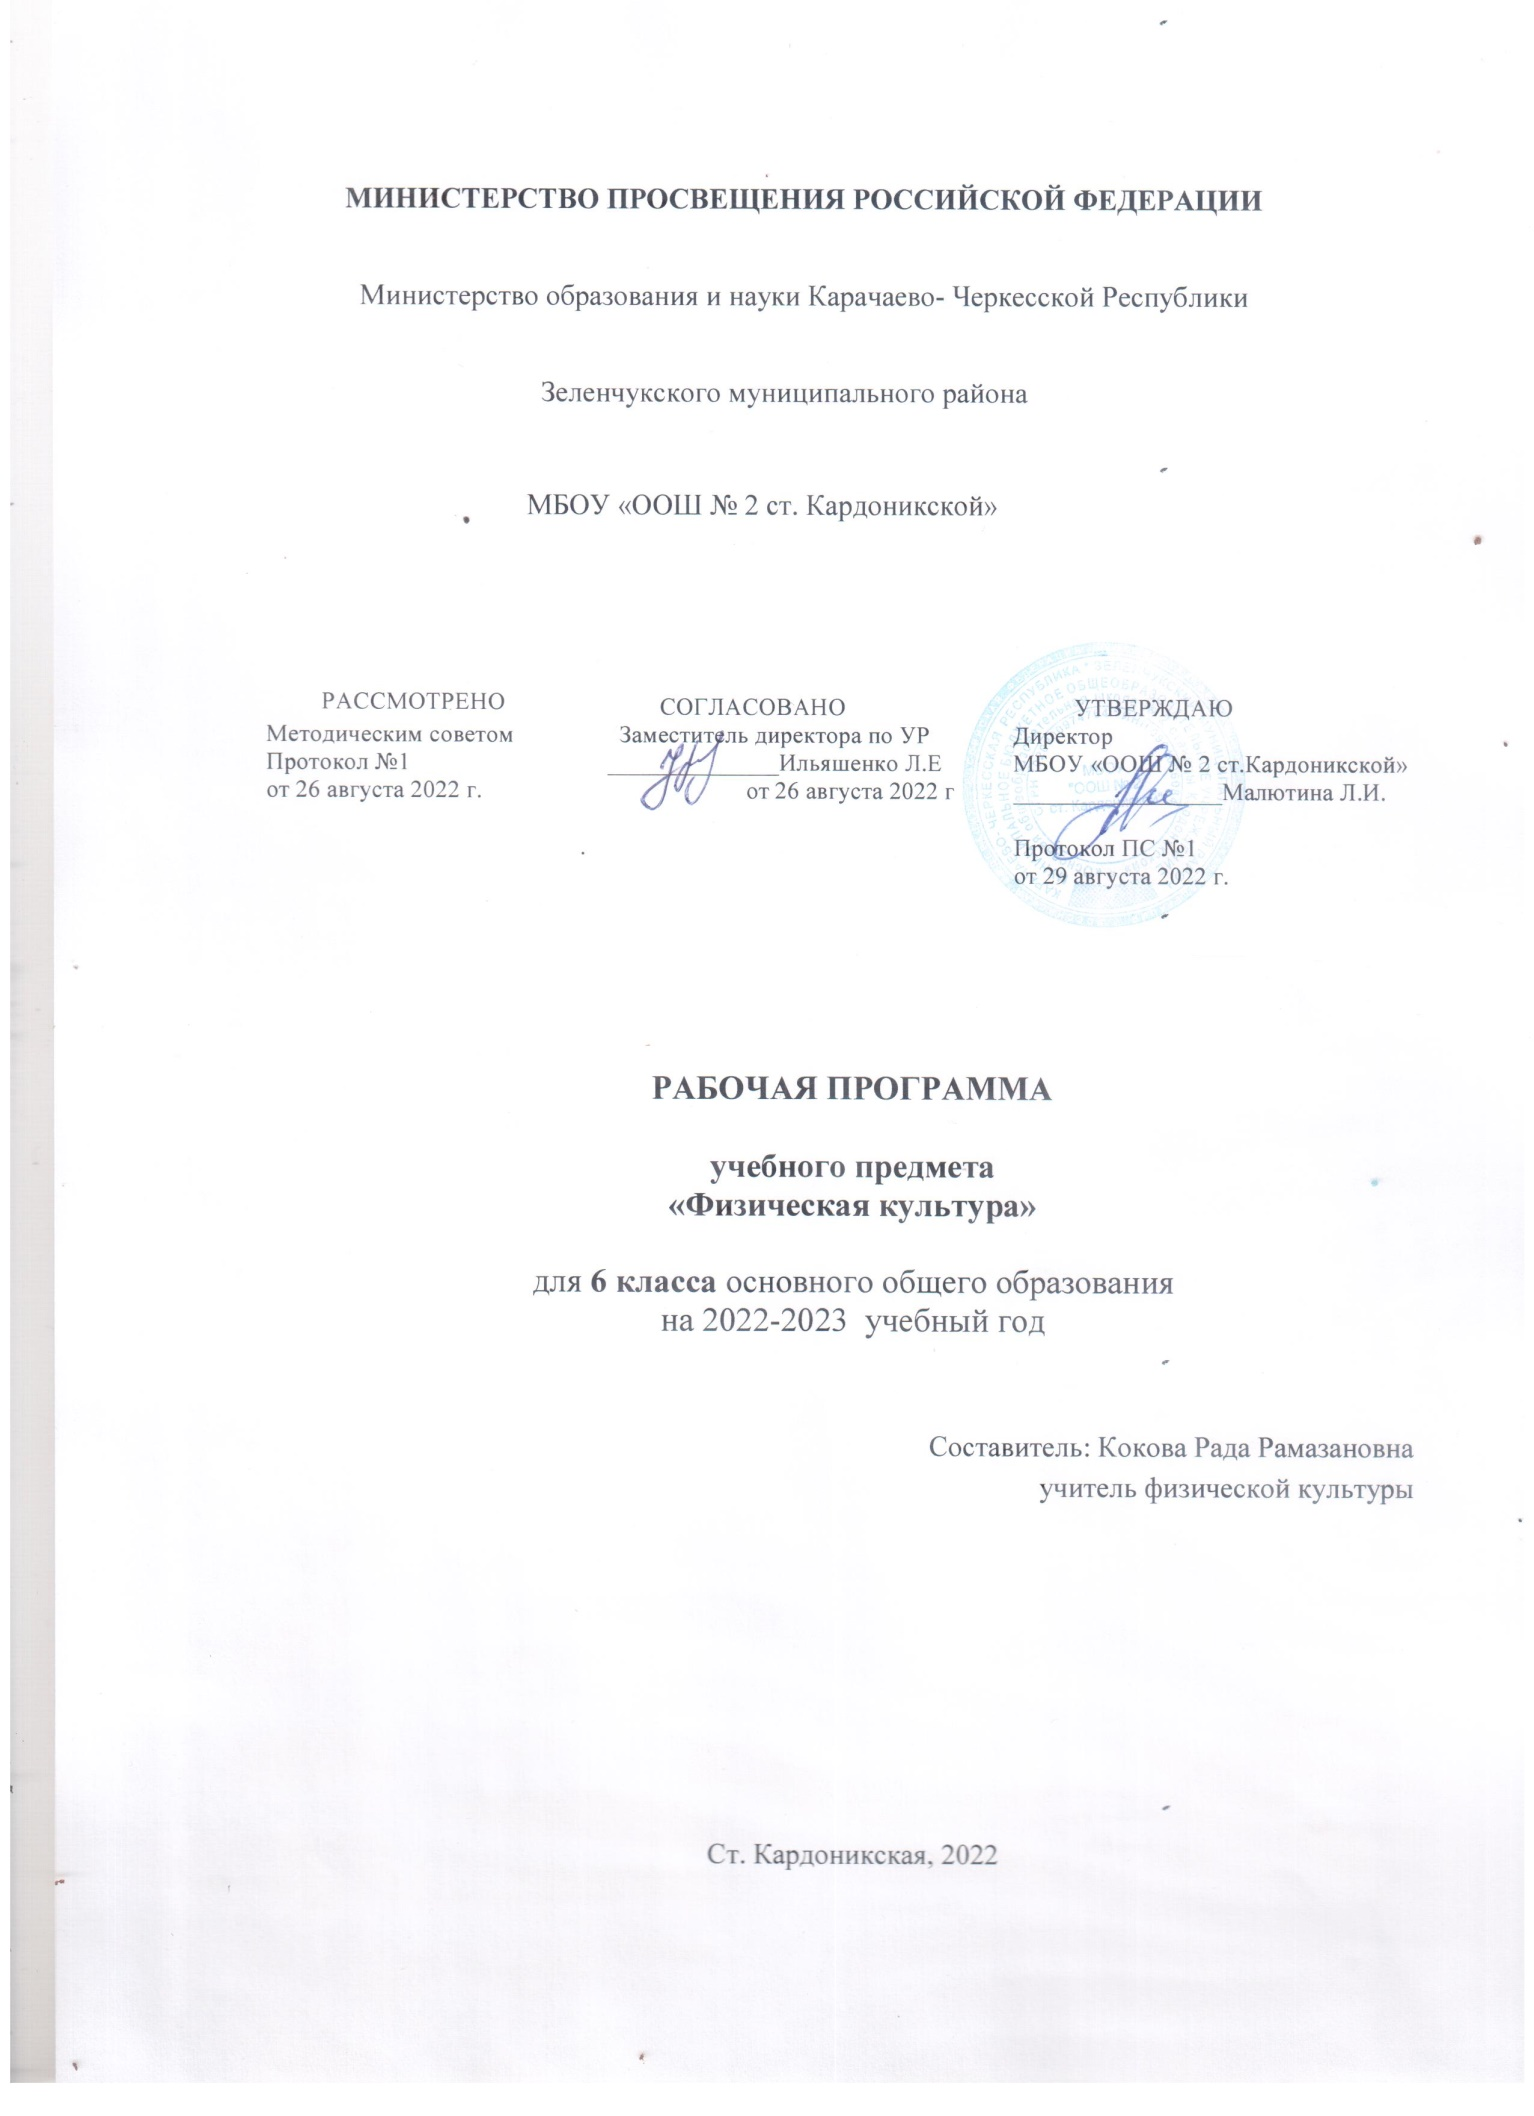 МИНИСТЕРСТВО ПРОСВЕЩЕНИЯ РОССИЙСКОЙ ФЕДЕРАЦИИ
Министерство образования и науки Карачаево- Черкесской Республики
Зеленчукского муниципального района
МБОУ «ООШ № 2 ст. Кардоникской»
РАССМОТРЕНО
Методическим советом
Протокол №1
от 26 августа 2022 г.
СОГЛАСОВАНО
Заместитель директора по УР
______________Ильяшенко Л.Е
от 26 августа 2022 г
УТВЕРЖДАЮ
Директор
МБОУ «ООШ № 2 ст.Кардоникской»
_________________Малютина Л.И.
Протокол ПС №1
от 29 августа 2022 г.
РАБОЧАЯ ПРОГРАММА
учебного предмета
«Физическая культура»
для 6 класса основного общего образования
на 2022-2023 учебный год
Составитель: Кокова Рада Рамазановна
учитель физической культуры
Ст. Кардоникская, 2022